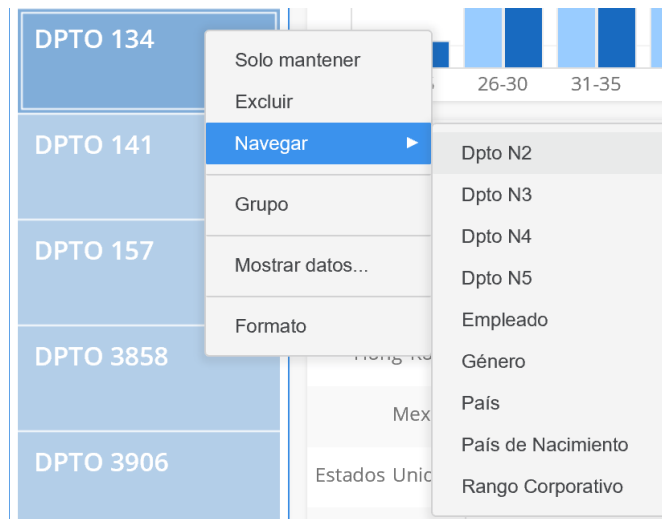 DPTO 134
DPTO 141
DPTO 157
DPTO 3858
DPTO 3906
Solo mantener
Excluir
Navegar
Grupo
Mostrar datos...
Formato
Dpto N2
Dpto N3
Dpto N4
Dpto N5
Empleado
Género
País
País de Nacimiento
Rango Corporativo
26-30
31-35
Mex
Estados Unid